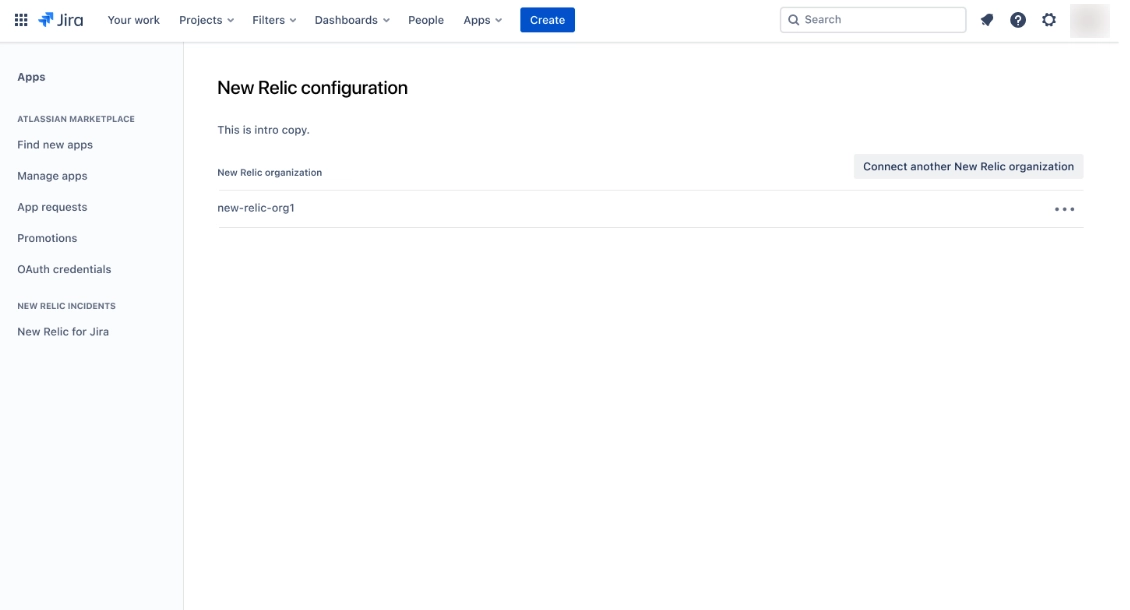 Jira Your work Projects Filters Dashboards People Apps Create Search
Apps
ATLASSIAN MARKETPLACE
Find new apps
Manage apps
App requests
Promotions
OAuth credentials
NEW RELIC INCIDENTS
New Relic for Jira
New Relic configuration
This is intro copy.
New Relic organization Connect another New Relic organization
new-relic-org1